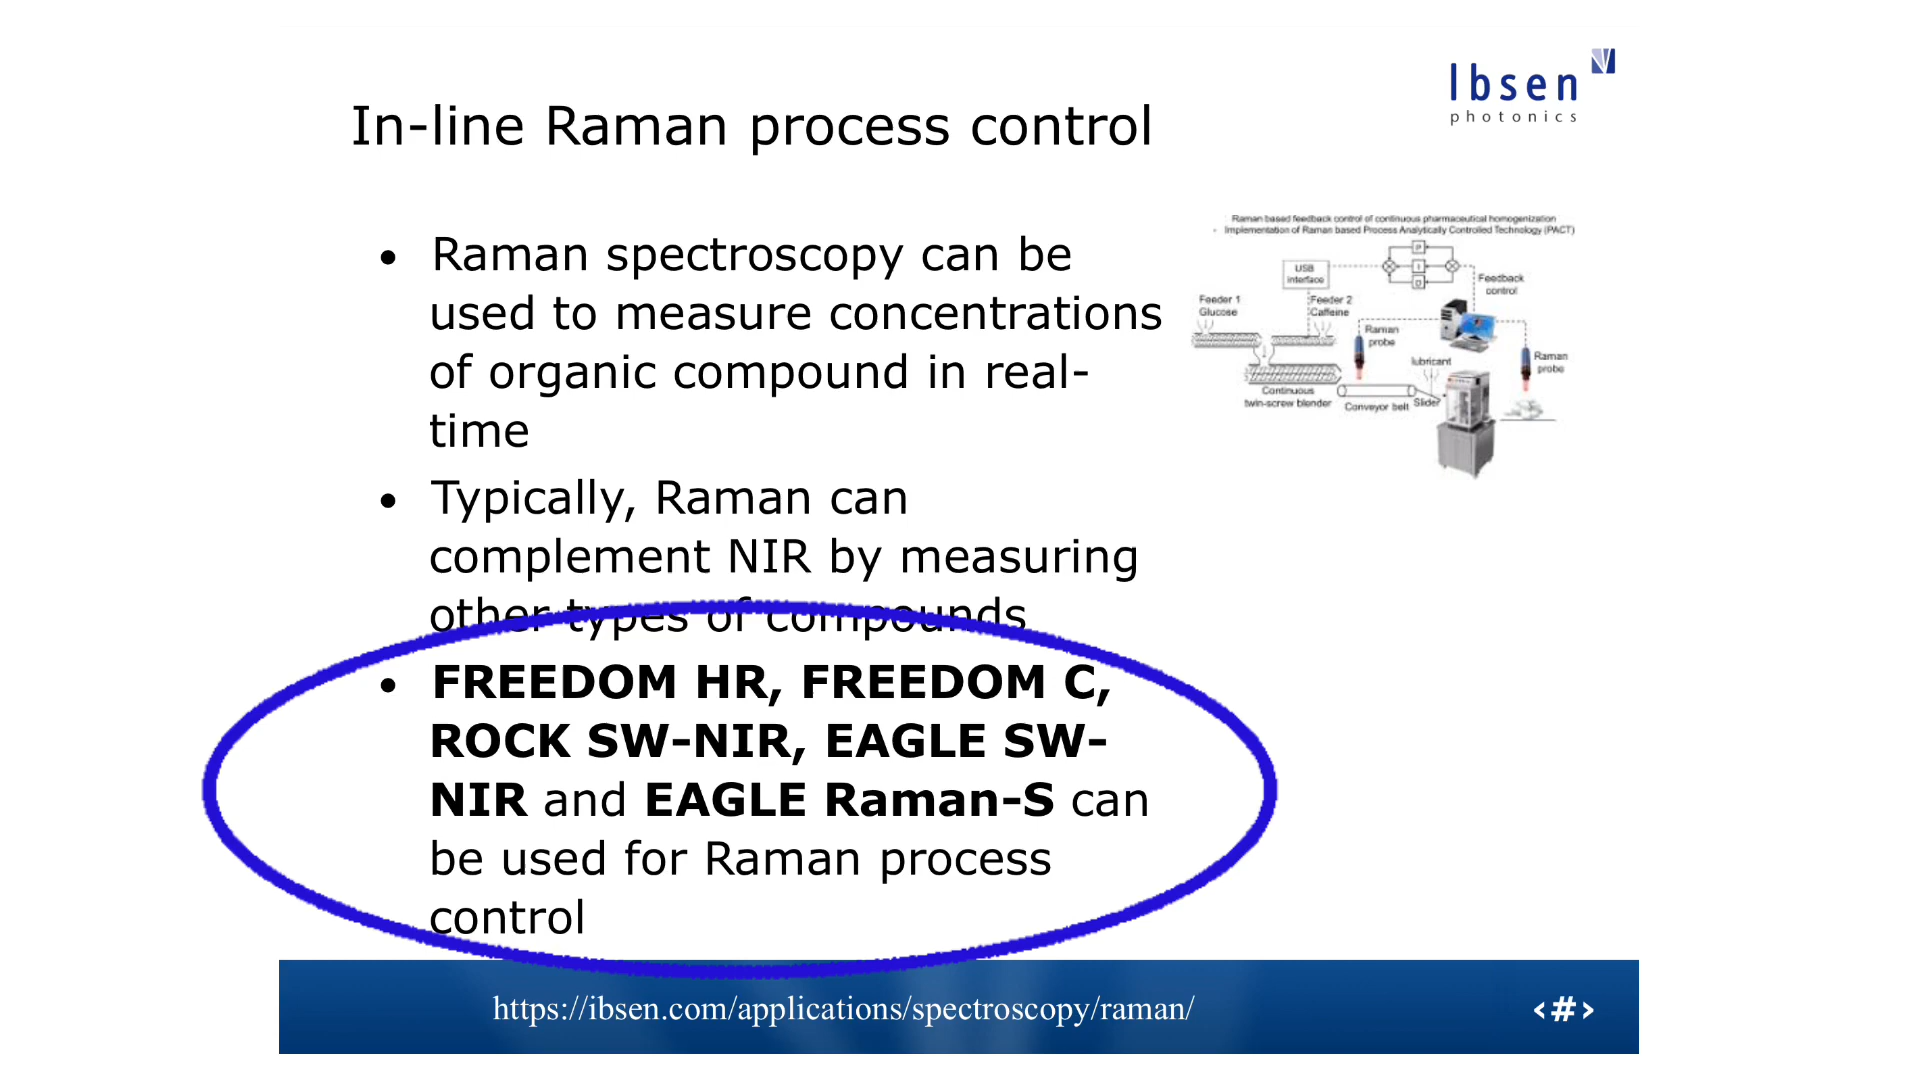 Ibsen
photonics
In-line Raman process control
• Raman spectroscopy can be
used to measure concentrations
of organic compound in real-
time
• Typically, Raman can
complement NIR by measuring
other types of compounds
• FREEDOM HR, FREEDOM C,
ROCK SW-NIR, EAGLE SW-
NIR and EAGLE Raman-S can
be used for Raman process
control
Raman based feedback control of continuous pharmaceutical homogenization
- Implementation of Raman based Process Analytically Controlled Technology (PACT)
P
I
D
USB
interface
Feedback
control
Feeder 1
Glucose
Feeder 2
Caffeine
Raman
probe
lubricant
Raman
probe
Continuous
twin-screw blender
Conveyor belt
Slider
https://ibsen.com/applications/spectroscopy/raman/
‹#›